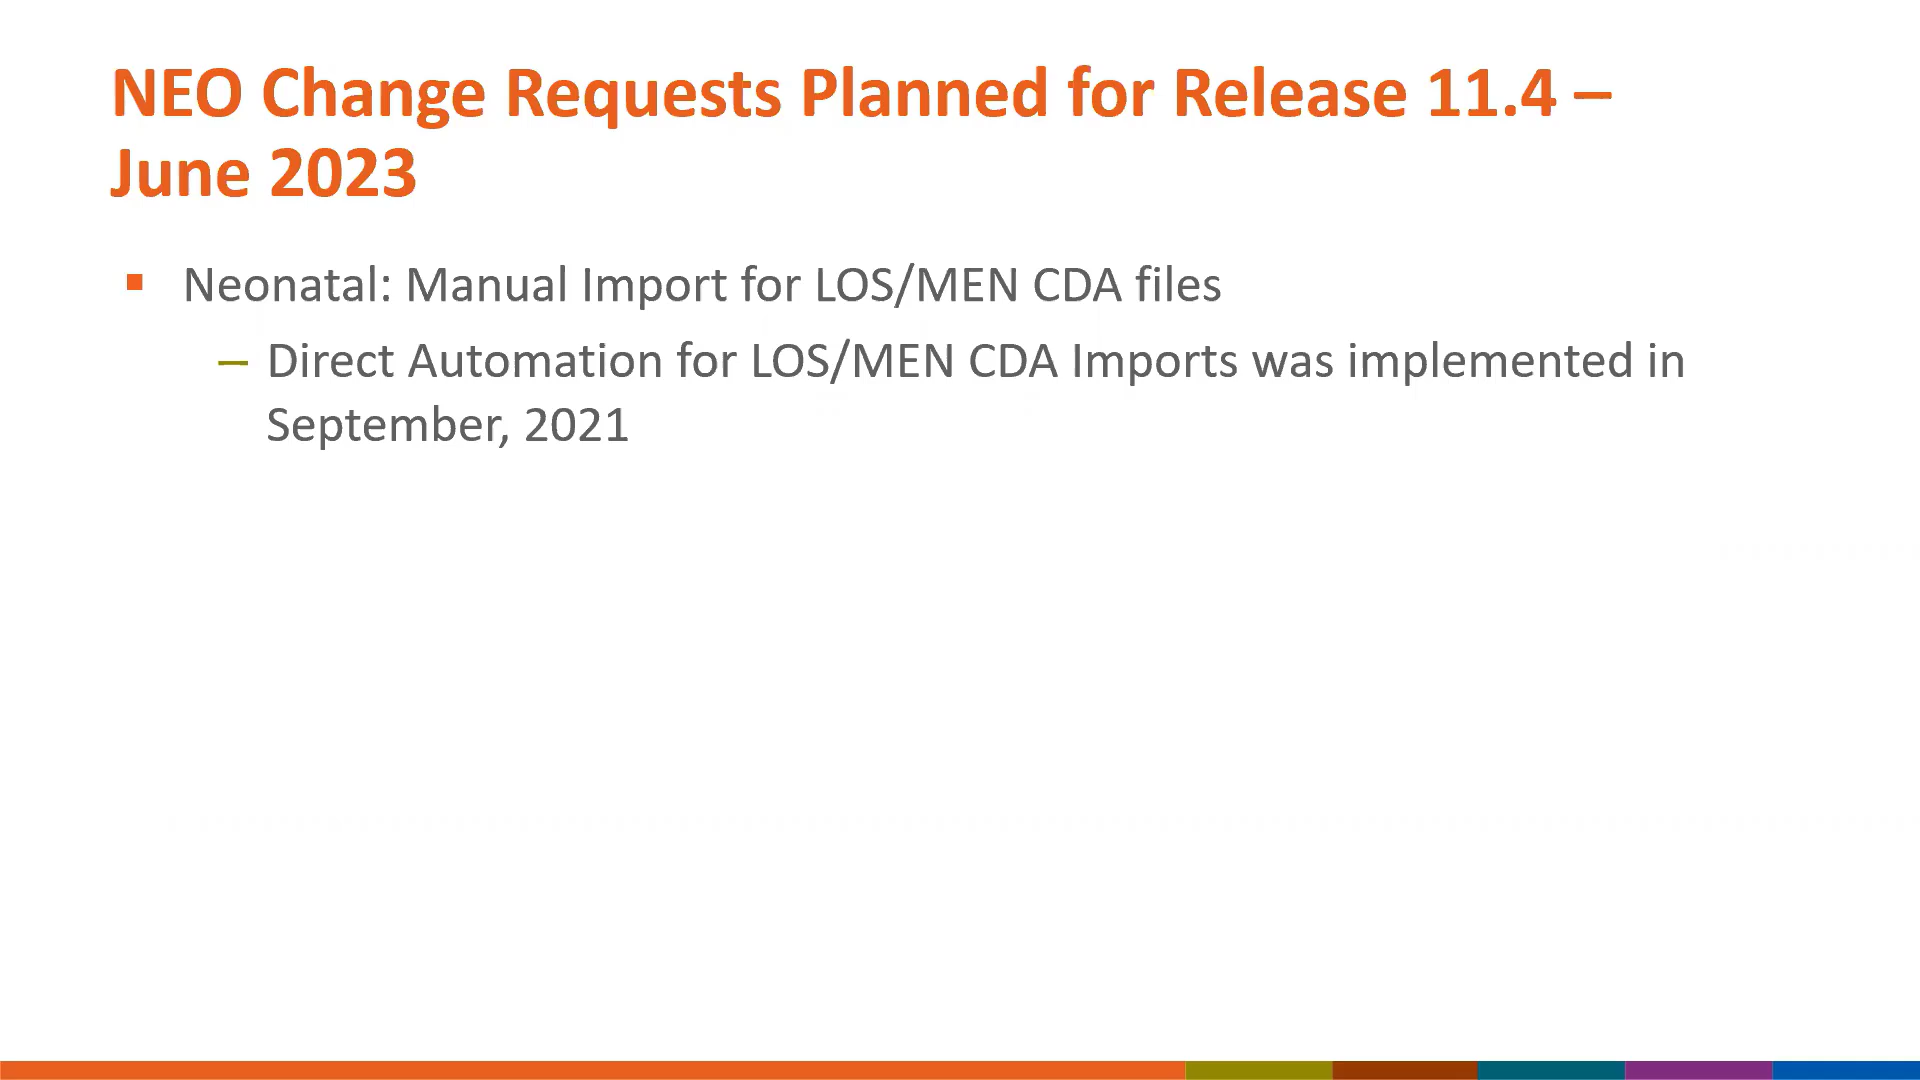 NEO Change Requests Planned for Release 11.4 –
June 2023
▪ Neonatal: Manual Import for LOS/MEN CDA files
– Direct Automation for LOS/MEN CDA Imports was implemented in
September, 2021